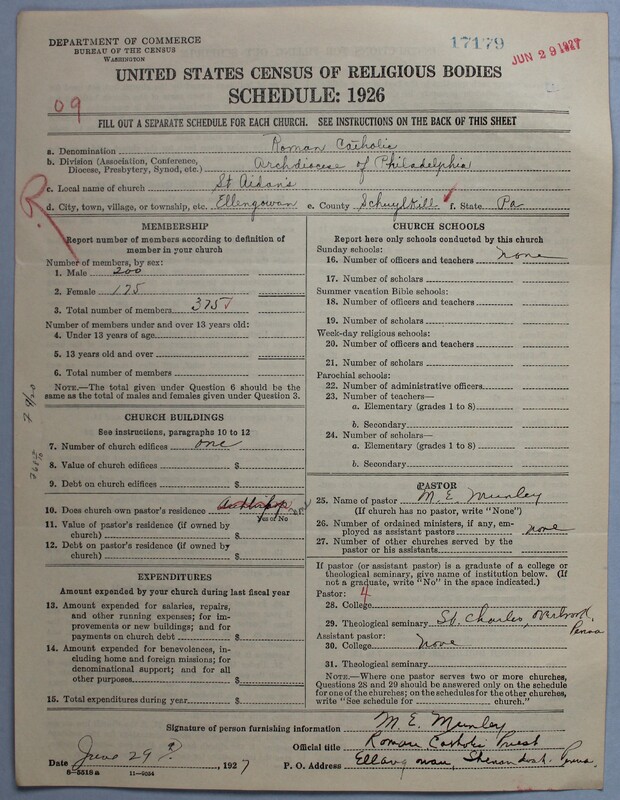 DEPARTMENT OF COMMERCE
BUREAU OF THE CENSUS
WASHINGTON
17179
JUN 29 1927
UNITED STATES CENSUS OF RELIGIOUS BODIES
SCHEDULE: 1926
09
FILL OUT A SEPARATE SCHEDULE FOR EACH CHURCH. SEE INSTRUCTIONS ON THE BACK OF THIS SHEET
a. Denomination Roman Catholic
b. Division (Association, Conference, Diocese, Presbytery, Synod, etc.) Archdiocese of Philadelphia
c. Local name of church St Aidan's
d. City, town, village, or township, etc. Ellengowan e. County Schuylkill f. State Pa
MEMBERSHIP
Report number of members according to definition of
member in your church
Number of members, by sex:
1. Male 200
2. Female 175
3. Total number of members 375
Number of members under and over 13 years old:
4. Under 13 years of age
5. 13 years old and over
6. Total number of members
NOTE.—The total given under Question 6 should be the
same as the total of males and females given under Question 3.
CHURCH BUILDINGS
See instructions, paragraphs 10 to 12
7. Number of church edifices one
8. Value of church edifices $
9. Debt on church edifices $
10. Does church own pastor's residence
Yes or No
11. Value of pastor's residence (if owned by
church) $
12. Debt on pastor's residence (if owned by
church) $
EXPENDITURES
Amount expended by your church during last fiscal year
13. Amount expended for salaries, repairs,
and other running expenses; for im-
provements or new buildings; and for
payments on church debt $
14. Amount expended for benevolences, in-
cluding home and foreign missions; for
denominational support; and for all
other purposes $
15. Total expenditures during year $
CHURCH SCHOOLS
Report here only schools conducted by this church
Sunday schools:
16. Number of officers and teachers none
17. Number of scholars
Summer vacation Bible schools:
18. Number of officers and teachers
19. Number of scholars
Week-day religious schools:
20. Number of officers and teachers
21. Number of scholars
Parochial schools:
22. Number of administrative officers
23. Number of teachers—
a. Elementary (grades 1 to 8)
b. Secondary
24. Number of scholars—
a. Elementary (grades 1 to 8)
b. Secondary
PASTOR
25. Name of pastor M. E. Munley
(If church has no pastor, write "None")
26. Number of ordained ministers, if any, em-
ployed as assistant pastors none
27. Number of other churches served by the
pastor or his assistants
If pastor (or assistant pastor) is a graduate of a college or
theological seminary, give name of institution below. (If
not a graduate, write "No" in the space indicated.)
Pastor: 4
28. College
29. Theological seminary St. Charles, Overbrook, Penna
Assistant pastor:
30. College None
31. Theological seminary
NOTE.—Where one pastor serves two or more churches,
Questions 28 and 29 should be answered only on the schedule
for one of the churches; on the schedules for the other churches,
write "See schedule for church."
Signature of person furnishing information M. E. Munley
Official title Roman Catholic Priest
Date June 29, 1927 P. O. Address Ellangowan, Shenandoah. Penna.
8—5518a 11—9054